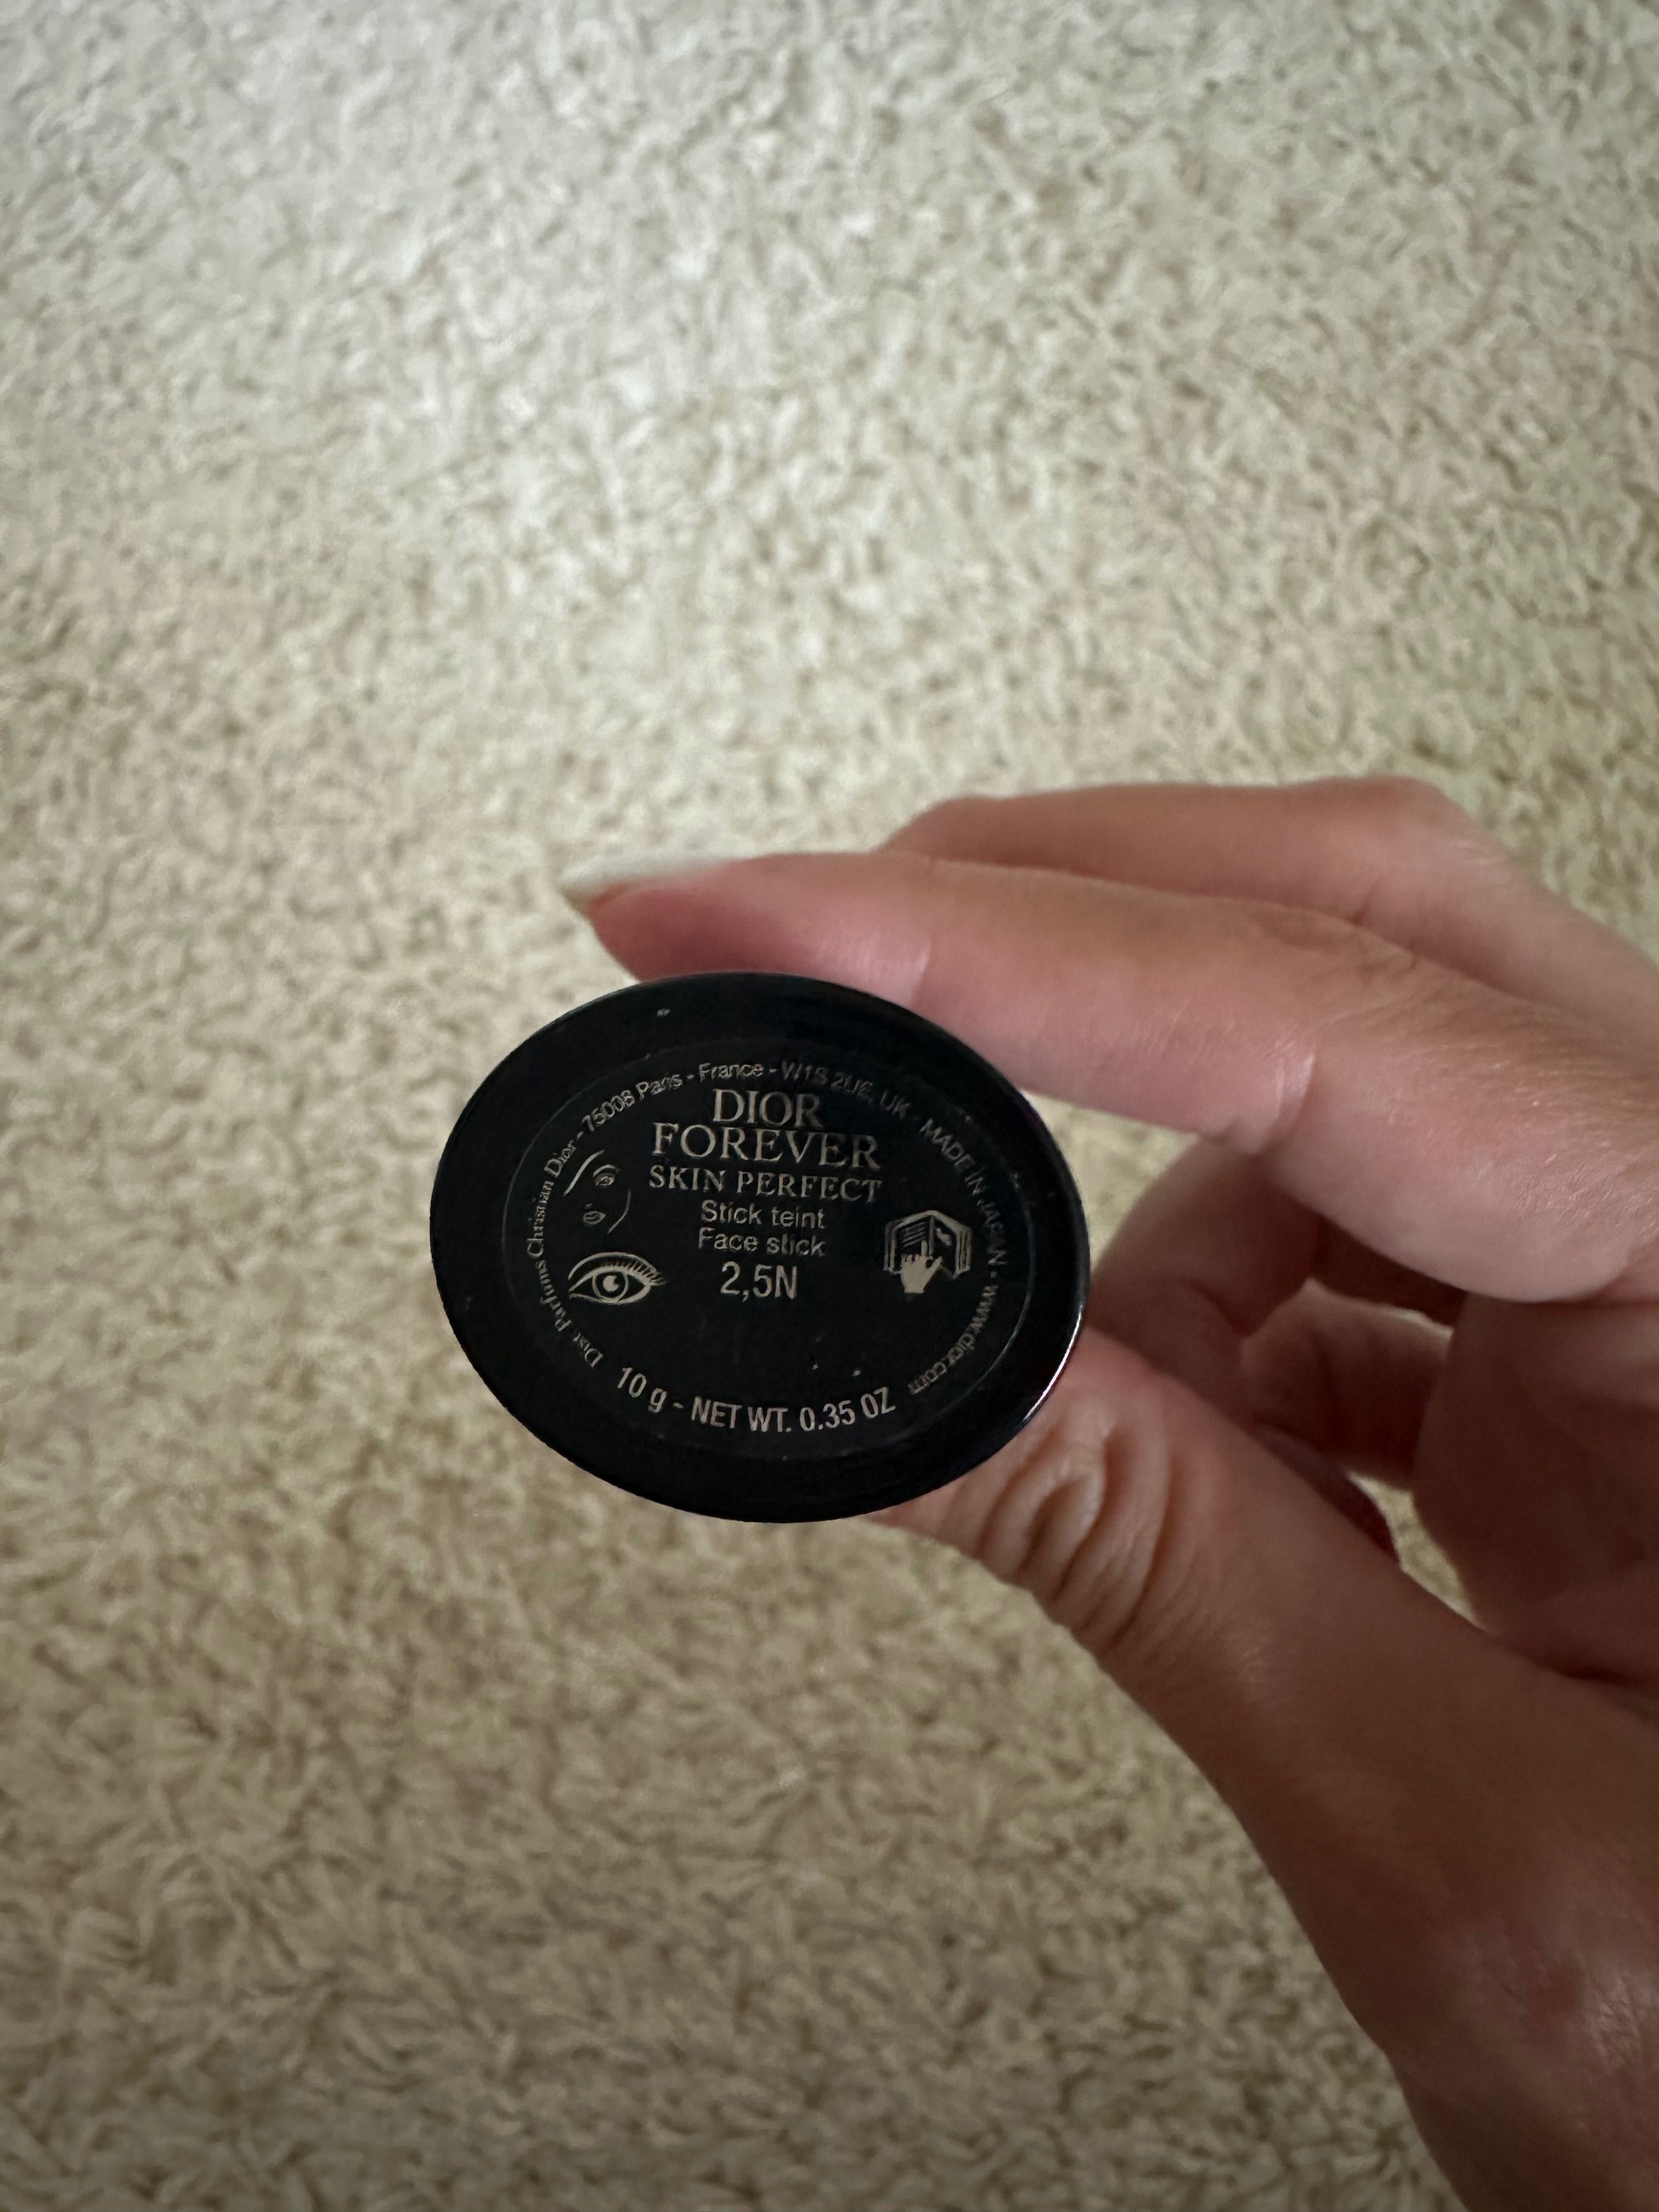 Dist. Parfums Christian Dior - 75008 Paris - France - W1S 2UE, UK - MADE IN JAPAN - www.dior.com
DIOR
FOREVER
SKIN PERFECT
Stick teint
Face stick
2,5N
10 g - NET WT. 0.35 OZ